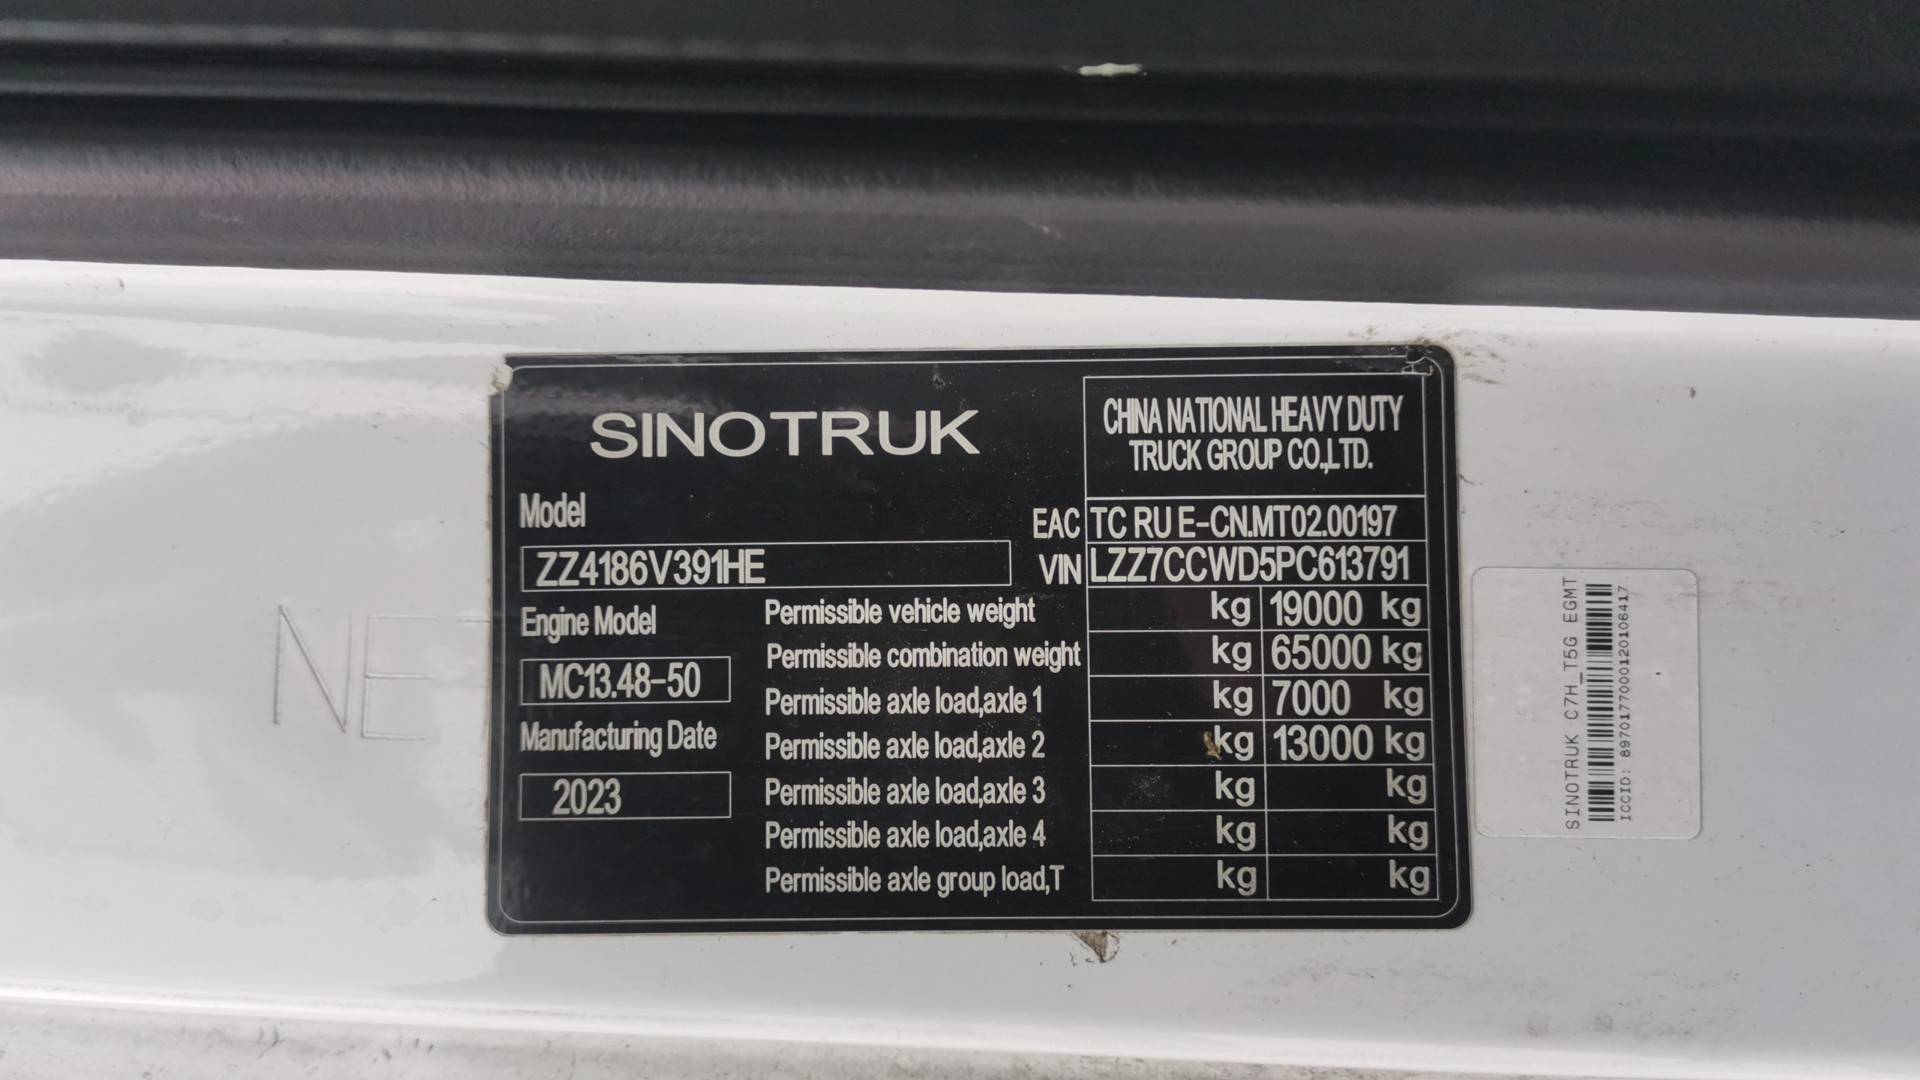 SINOTRUK
CHINA NATIONAL HEAVY DUTY
TRUCK GROUP CO.,LTD.
Model
EAC TC RU E-CN.MT02.00197
ZZ4186V391HE
VIN LZZ7CCWD5PC613791
Engine Model
MC13.48-50
Manufacturing Date
2023
Permissible vehicle weight kg 19000 kg
Permissible combination weight kg 65000 kg
Permissible axle load,axle 1 kg 7000 kg
Permissible axle load,axle 2 kg 13000 kg
Permissible axle load,axle 3 kg kg
Permissible axle load,axle 4 kg kg
Permissible axle group load,T kg kg
SINOTRUK C7H_T5G EGMT
ICCID: 8970177000120106417
NE